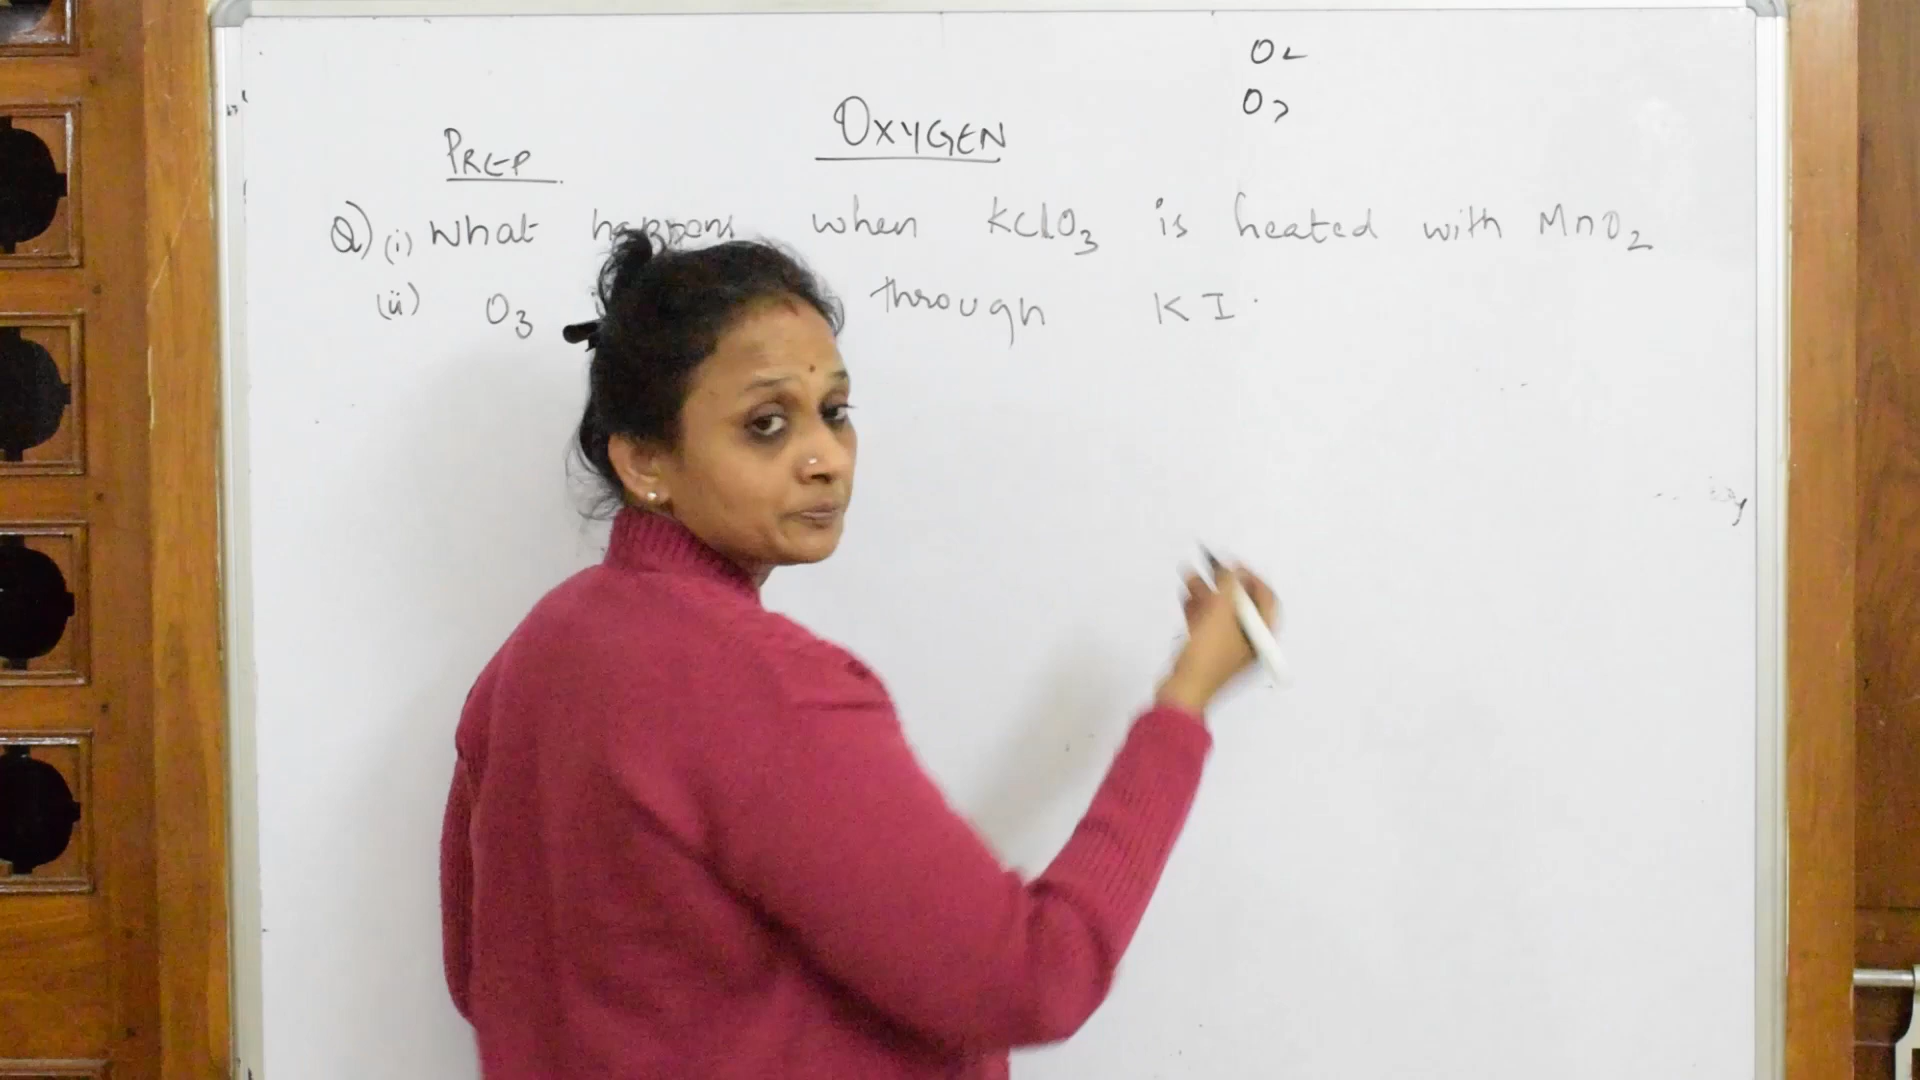 O2
O3
OXYGEN
PREP
Q) (i) What happens when KClO3 is heated with MnO2
(ii) O3 through KI.